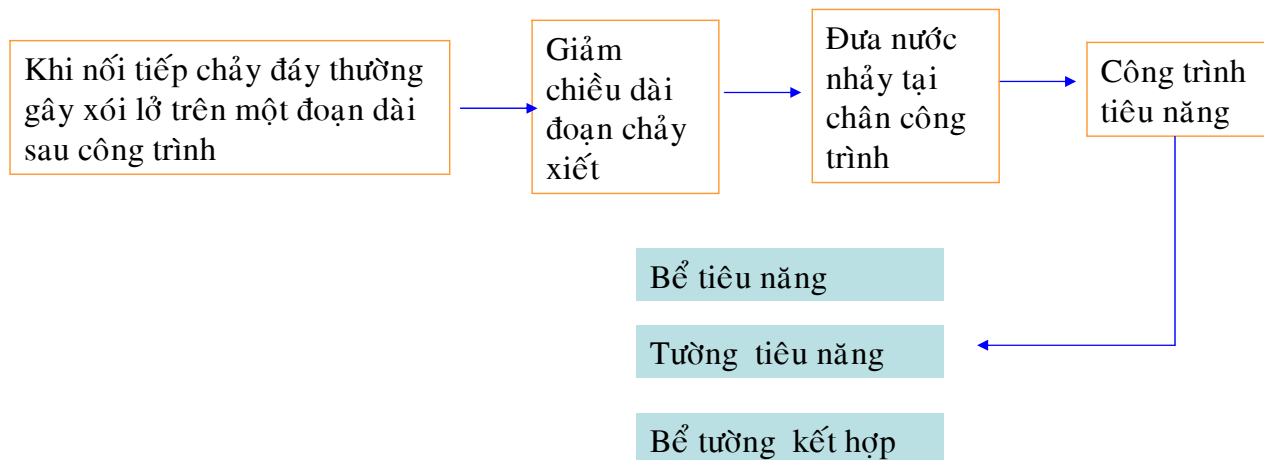 Khi nối tiếp chảy đáy thường
gây xói lở trên một đoạn dài
sau công trình
Giảm
chiều dài
đoạn chảy
xiết
Đưa nước
nhảy tại
chân công
trình
Công trình
tiêu năng
Bể tiêu năng
Tường tiêu năng
Bể tường kết hợp